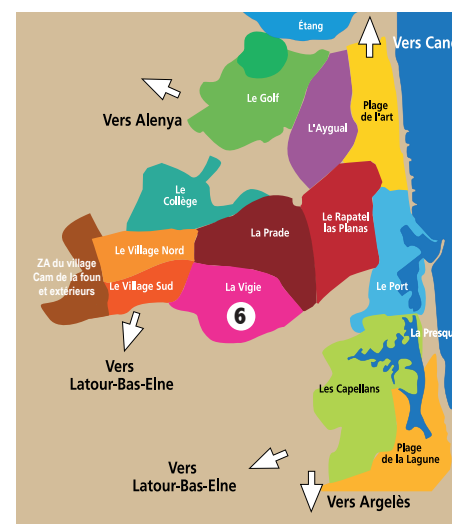 Étang
Vers Cane
Le Golf
Plage
de l'art
Vers Alenya
L'Aygual
Le
Collège
Le Rapatel
las Planas
La Prade
Le Village Nord
ZA du village
Cam de la foun
et extérieurs
Le Village Sud
La Vigie
Le Port
6
La Presqu
Vers
Latour-Bas-Elne
Les Capellans
Plage
de la Lagune
Vers
Latour-Bas-Elne
Vers Argelès